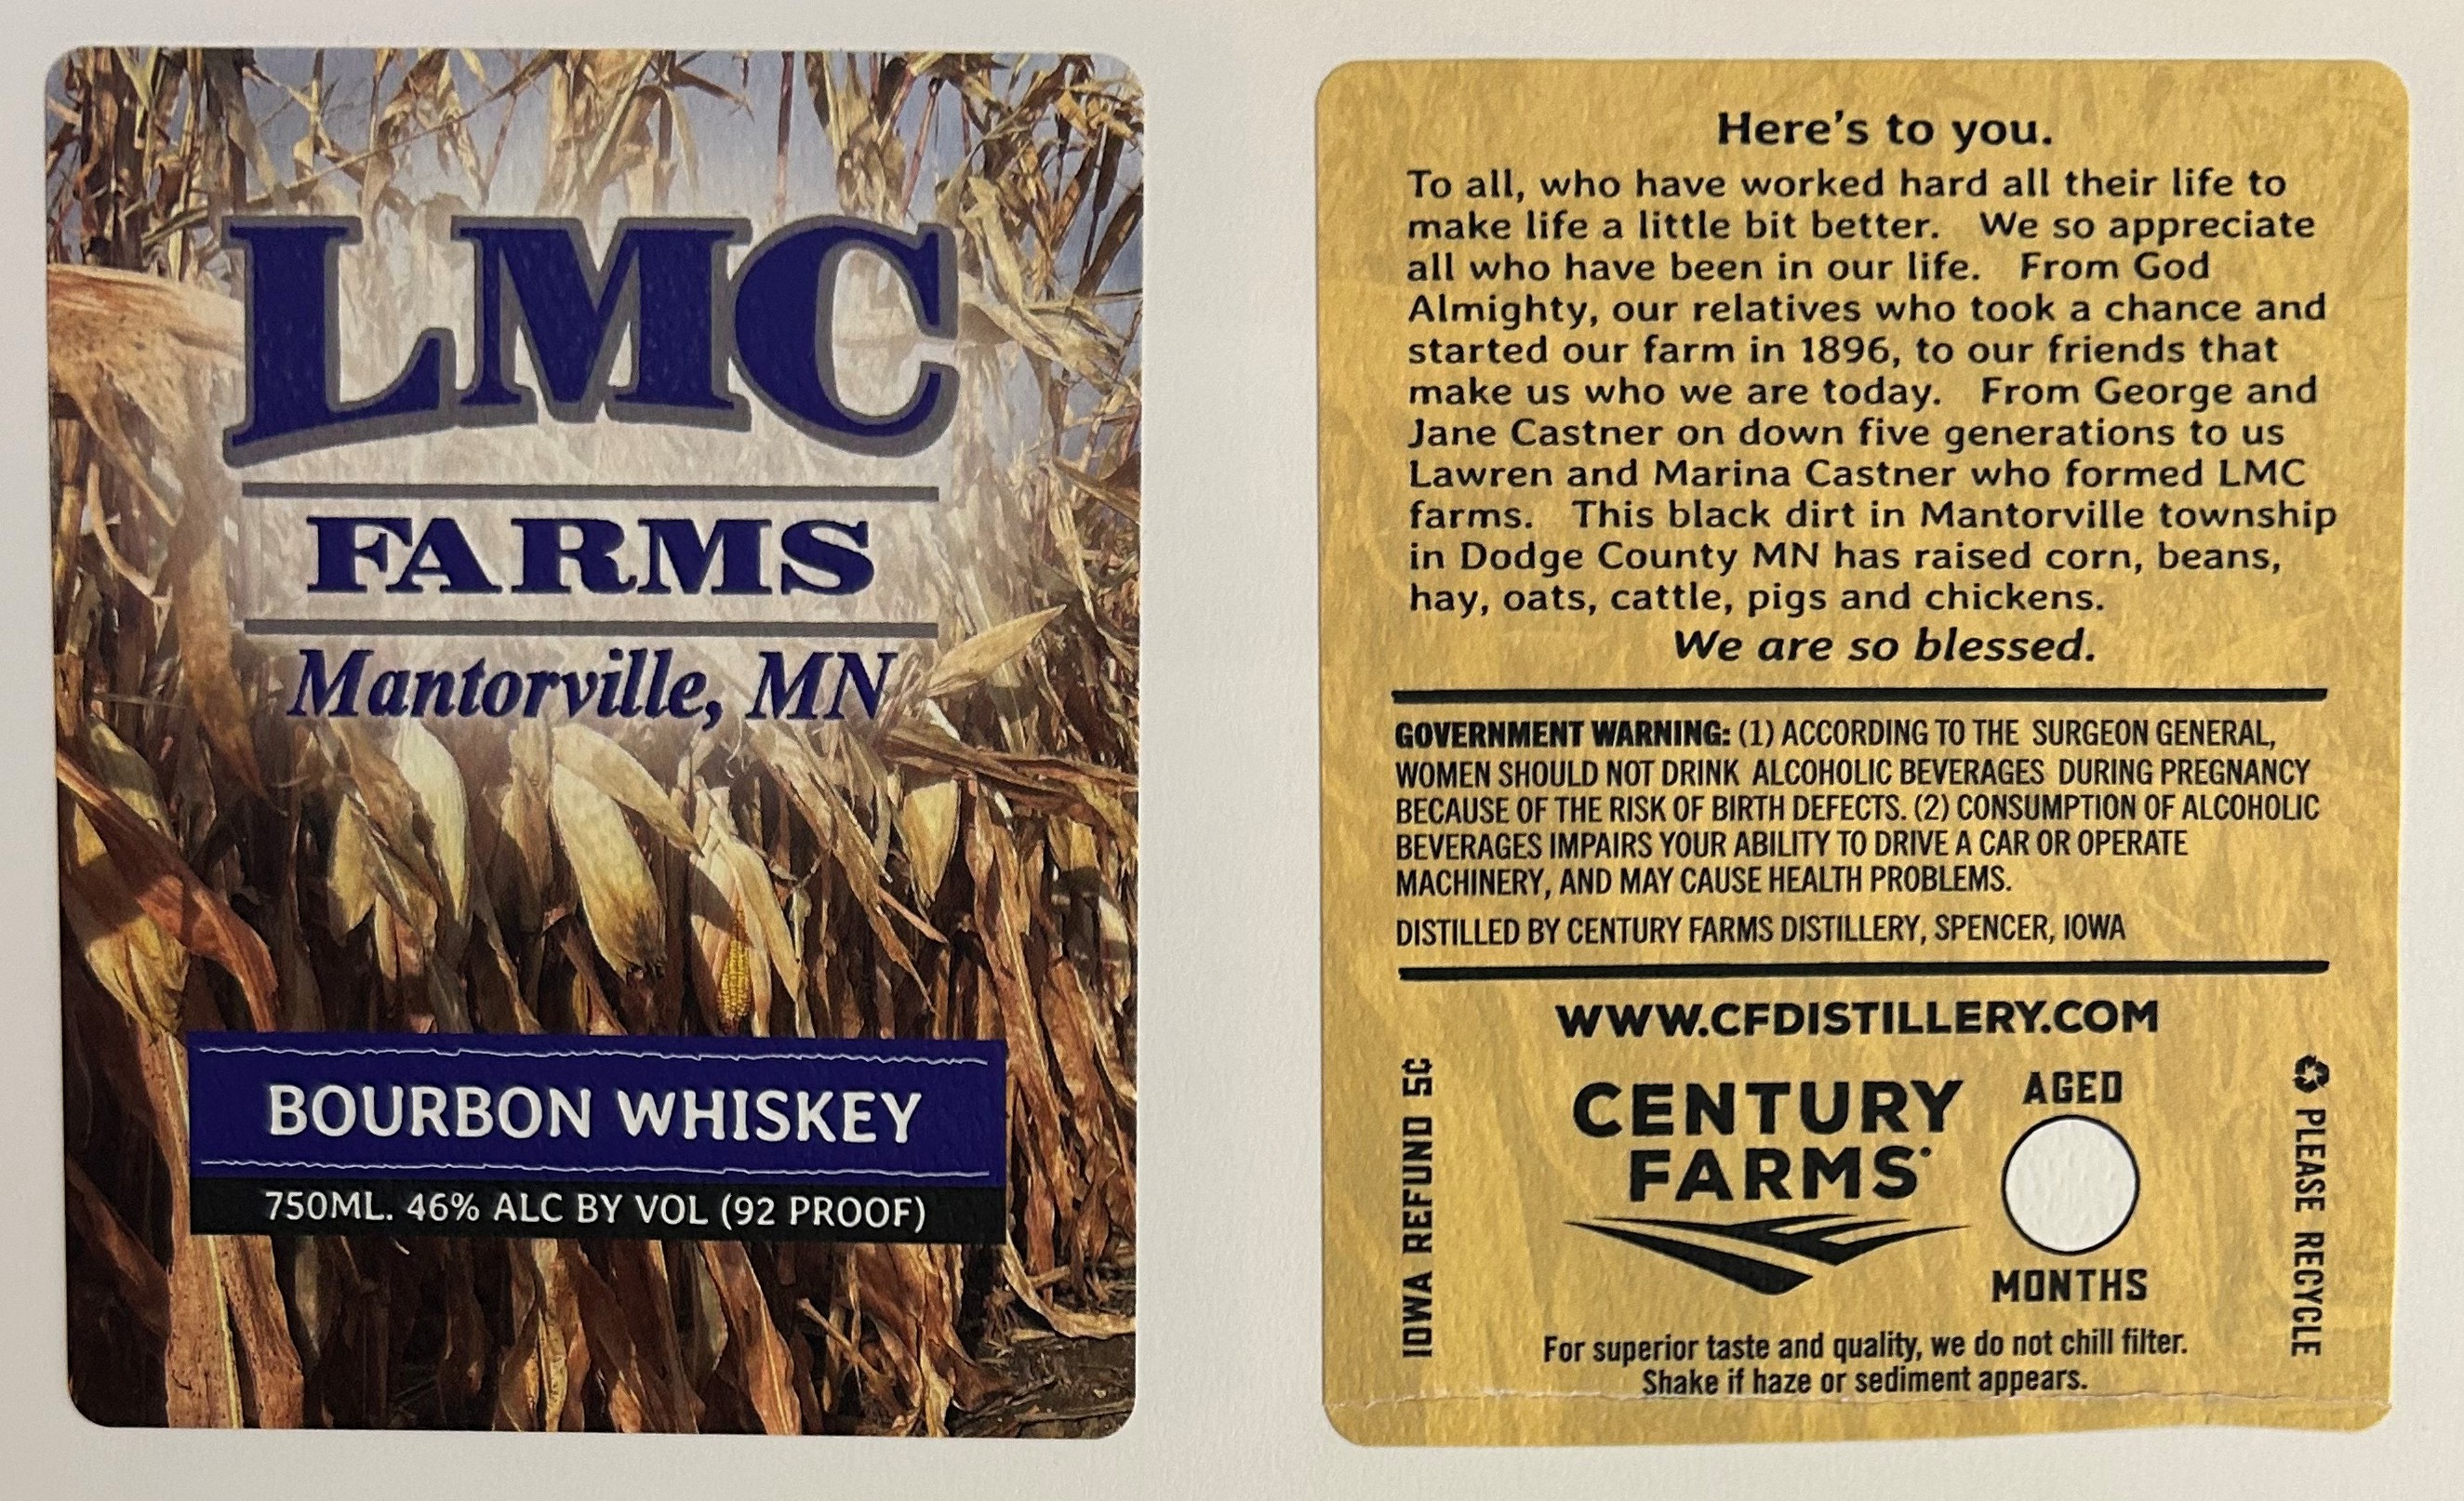 LMC
FARMS
Mantorville, MN
BOURBON WHISKEY
750ML. 46% ALC BY VOL (92 PROOF)
Here's to you.
To all, who have worked hard all their life to
make life a little bit better. We so appreciate
all who have been in our life. From God
Almighty, our relatives who took a chance and
started our farm in 1896, to our friends that
make us who we are today. From George and
Jane Castner on down five generations to us
Lawren and Marina Castner who formed LMC
farms. This black dirt in Mantorville township
in Dodge County MN has raised corn, beans,
hay, oats, cattle, pigs and chickens.
We are so blessed.
GOVERNMENT WARNING: (1) ACCORDING TO THE SURGEON GENERAL,
WOMEN SHOULD NOT DRINK ALCOHOLIC BEVERAGES DURING PREGNANCY
BECAUSE OF THE RISK OF BIRTH DEFECTS. (2) CONSUMPTION OF ALCOHOLIC
BEVERAGES IMPAIRS YOUR ABILITY TO DRIVE A CAR OR OPERATE
MACHINERY, AND MAY CAUSE HEALTH PROBLEMS.
DISTILLED BY CENTURY FARMS DISTILLERY, SPENCER, IOWA
WWW.CFDISTILLERY.COM
IOWA REFUND 5¢
CENTURY
FARMS
AGED
MONTHS
PLEASE RECYCLE
For superior taste and quality, we do not chill filter.
Shake if haze or sediment appears.